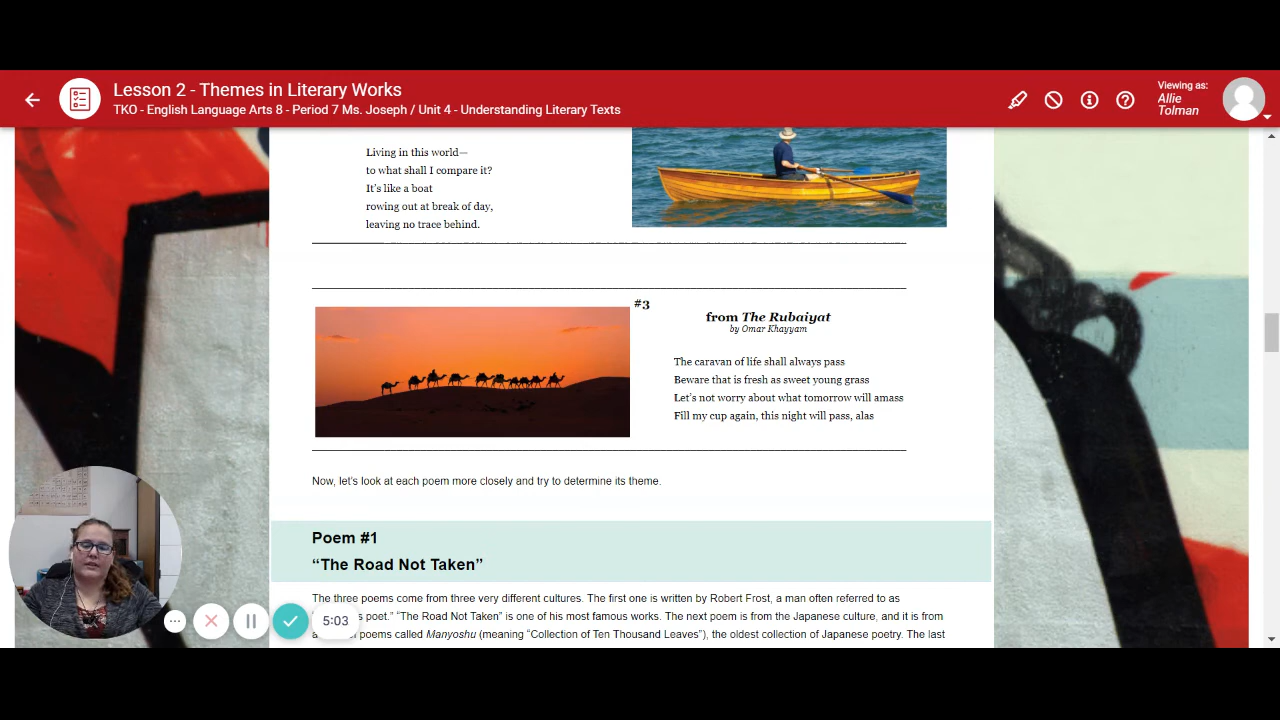 Lesson 2 - Themes in Literary Works
TKO - English Language Arts 8 - Period 7 Ms. Joseph / Unit 4 - Understanding Literary Texts
Viewing as:
Allie
Tolman
Living in this world—
to what shall I compare it?
It's like a boat
rowing out at break of day,
leaving no trace behind.
#3
from The Rubaiyat
by Omar Khayyam
The caravan of life shall always pass
Beware that is fresh as sweet young grass
Let's not worry about what tomorrow will amass
Fill my cup again, this night will pass, alas
Now, let's look at each poem more closely and try to determine its theme.
Poem #1
“The Road Not Taken”
The three poems come from three very different cultures. The first one is written by Robert Frost, a man often referred to as
poet.” “The Road Not Taken” is one of his most famous works. The next poem is from the Japanese culture, and it is from
poems called Manyoshu (meaning “Collection of Ten Thousand Leaves”), the oldest collection of Japanese poetry. The last
5:03